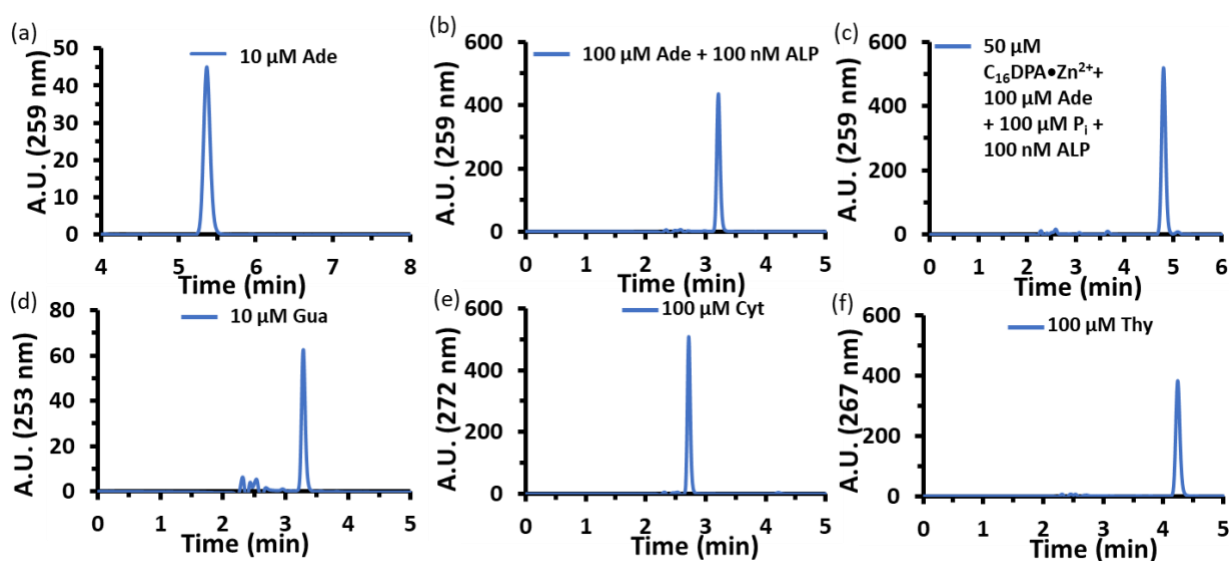 (a)
10 µM Ade
A.U. (259 nm)
50
45
40
35
30
25
20
15
10
5
0
4 5 6 7 8
Time (min)
(b)
100 µM Ade + 100 nM ALP
A.U. (259 nm)
600
400
200
0
0 1 2 3 4 5
Time (min)
(c)
50 µM
C₁₆DPA•Zn²⁺+
100 µM Ade
+ 100 µM Pᵢ +
100 nM ALP
A.U. (259 nm)
600
400
200
0
0 1 2 3 4 5 6
Time (min)
(d)
10 µM Gua
A.U. (253 nm)
80
60
40
20
0
0 1 2 3 4 5
Time (min)
(e)
100 µM Cyt
A.U. (272 nm)
600
400
200
0
0 1 2 3 4 5
Time (min)
(f)
100 µM Thy
A.U. (267 nm)
600
400
200
0
0 1 2 3 4 5
Time (min)